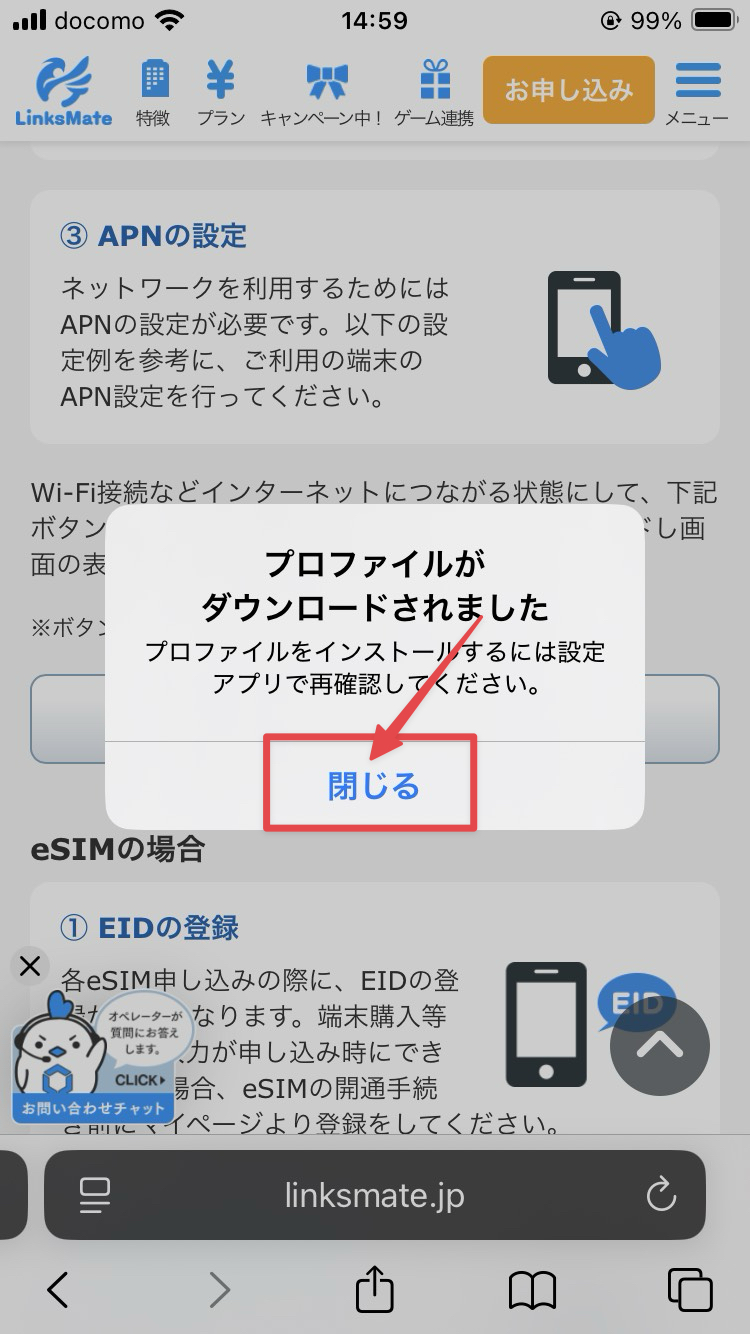 docomo 14:59 99%
LinksMate 特徴 プラン キャンペーン中! ゲーム連携 お申し込み メニュー
③ APNの設定
ネットワークを利用するためには
APNの設定が必要です。以下の設
定例を参考に、ご利用の端末の
APN設定を行ってください。
Wi-Fi接続などインターネットにつながる状態にして、下記
ボタン ドし画
面の表
※ボタン
プロファイルが
ダウンロードされました
プロファイルをインストールするには設定
アプリで再確認してください。
閉じる
eSIMの場合
① EIDの登録
各eSIM申し込みの際に、EIDの登
なります。端末購入等
力が申し込み時にでき
場合、eSIMの開通手続
き前にマイページより登録をしてください。
EID
オペレーターが
質問にお答え
します。
CLICK
お問い合わせチャット
linksmate.jp